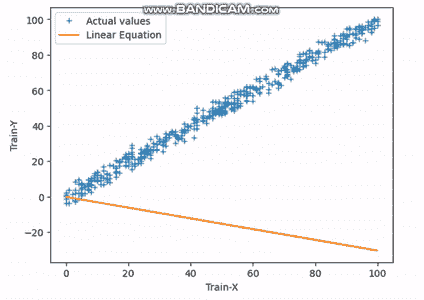 www.BANDICAM.com
Actual values
Linear Equation
100
80
60
40
20
0
−20
Train-Y
0 20 40 60 80 100
Train-X